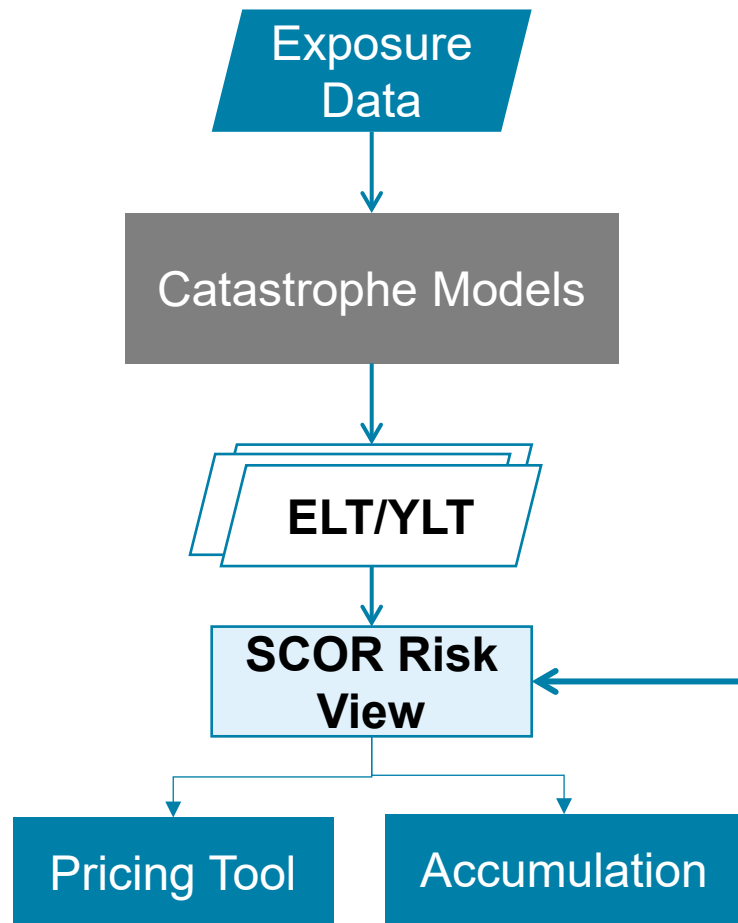 Exposure
Data
Catastrophe Models
ELT/YLT
SCOR Risk
View
Pricing Tool
Accumulation